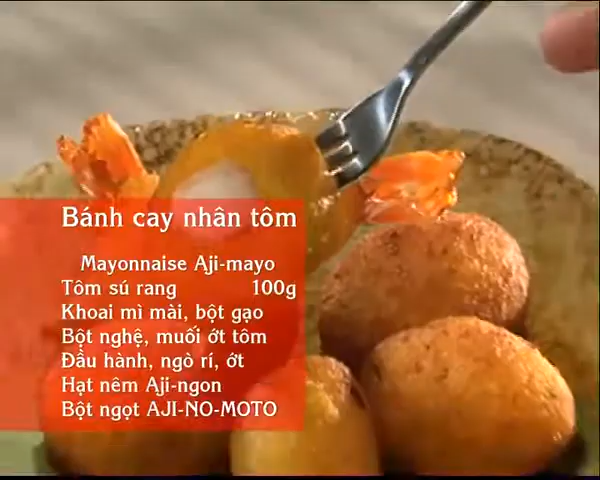 Bánh cay nhân tôm
Mayonnaise Aji-mayo
Tôm sú rang 100g
Khoai mì mài, bột gạo
Bột nghệ, muối ớt tôm
Đầu hành, ngò rí, ớt
Hạt nêm Aji-ngon
Bột ngọt AJI-NO-MOTO